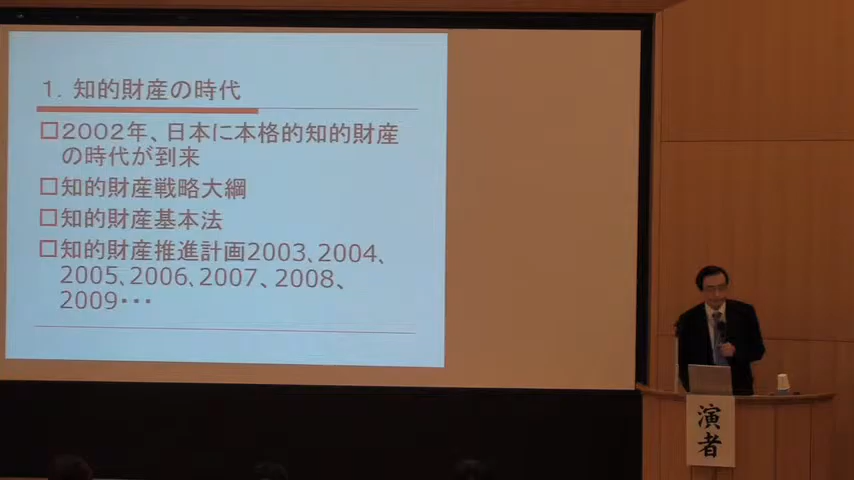 1. 知的財産の時代
□2002年、日本に本格的知的財産
の時代が到来
□知的財産戦略大綱
□知的財産基本法
□知的財産推進計画2003、2004、
2005、2006、2007、2008、
2009・・・
演者